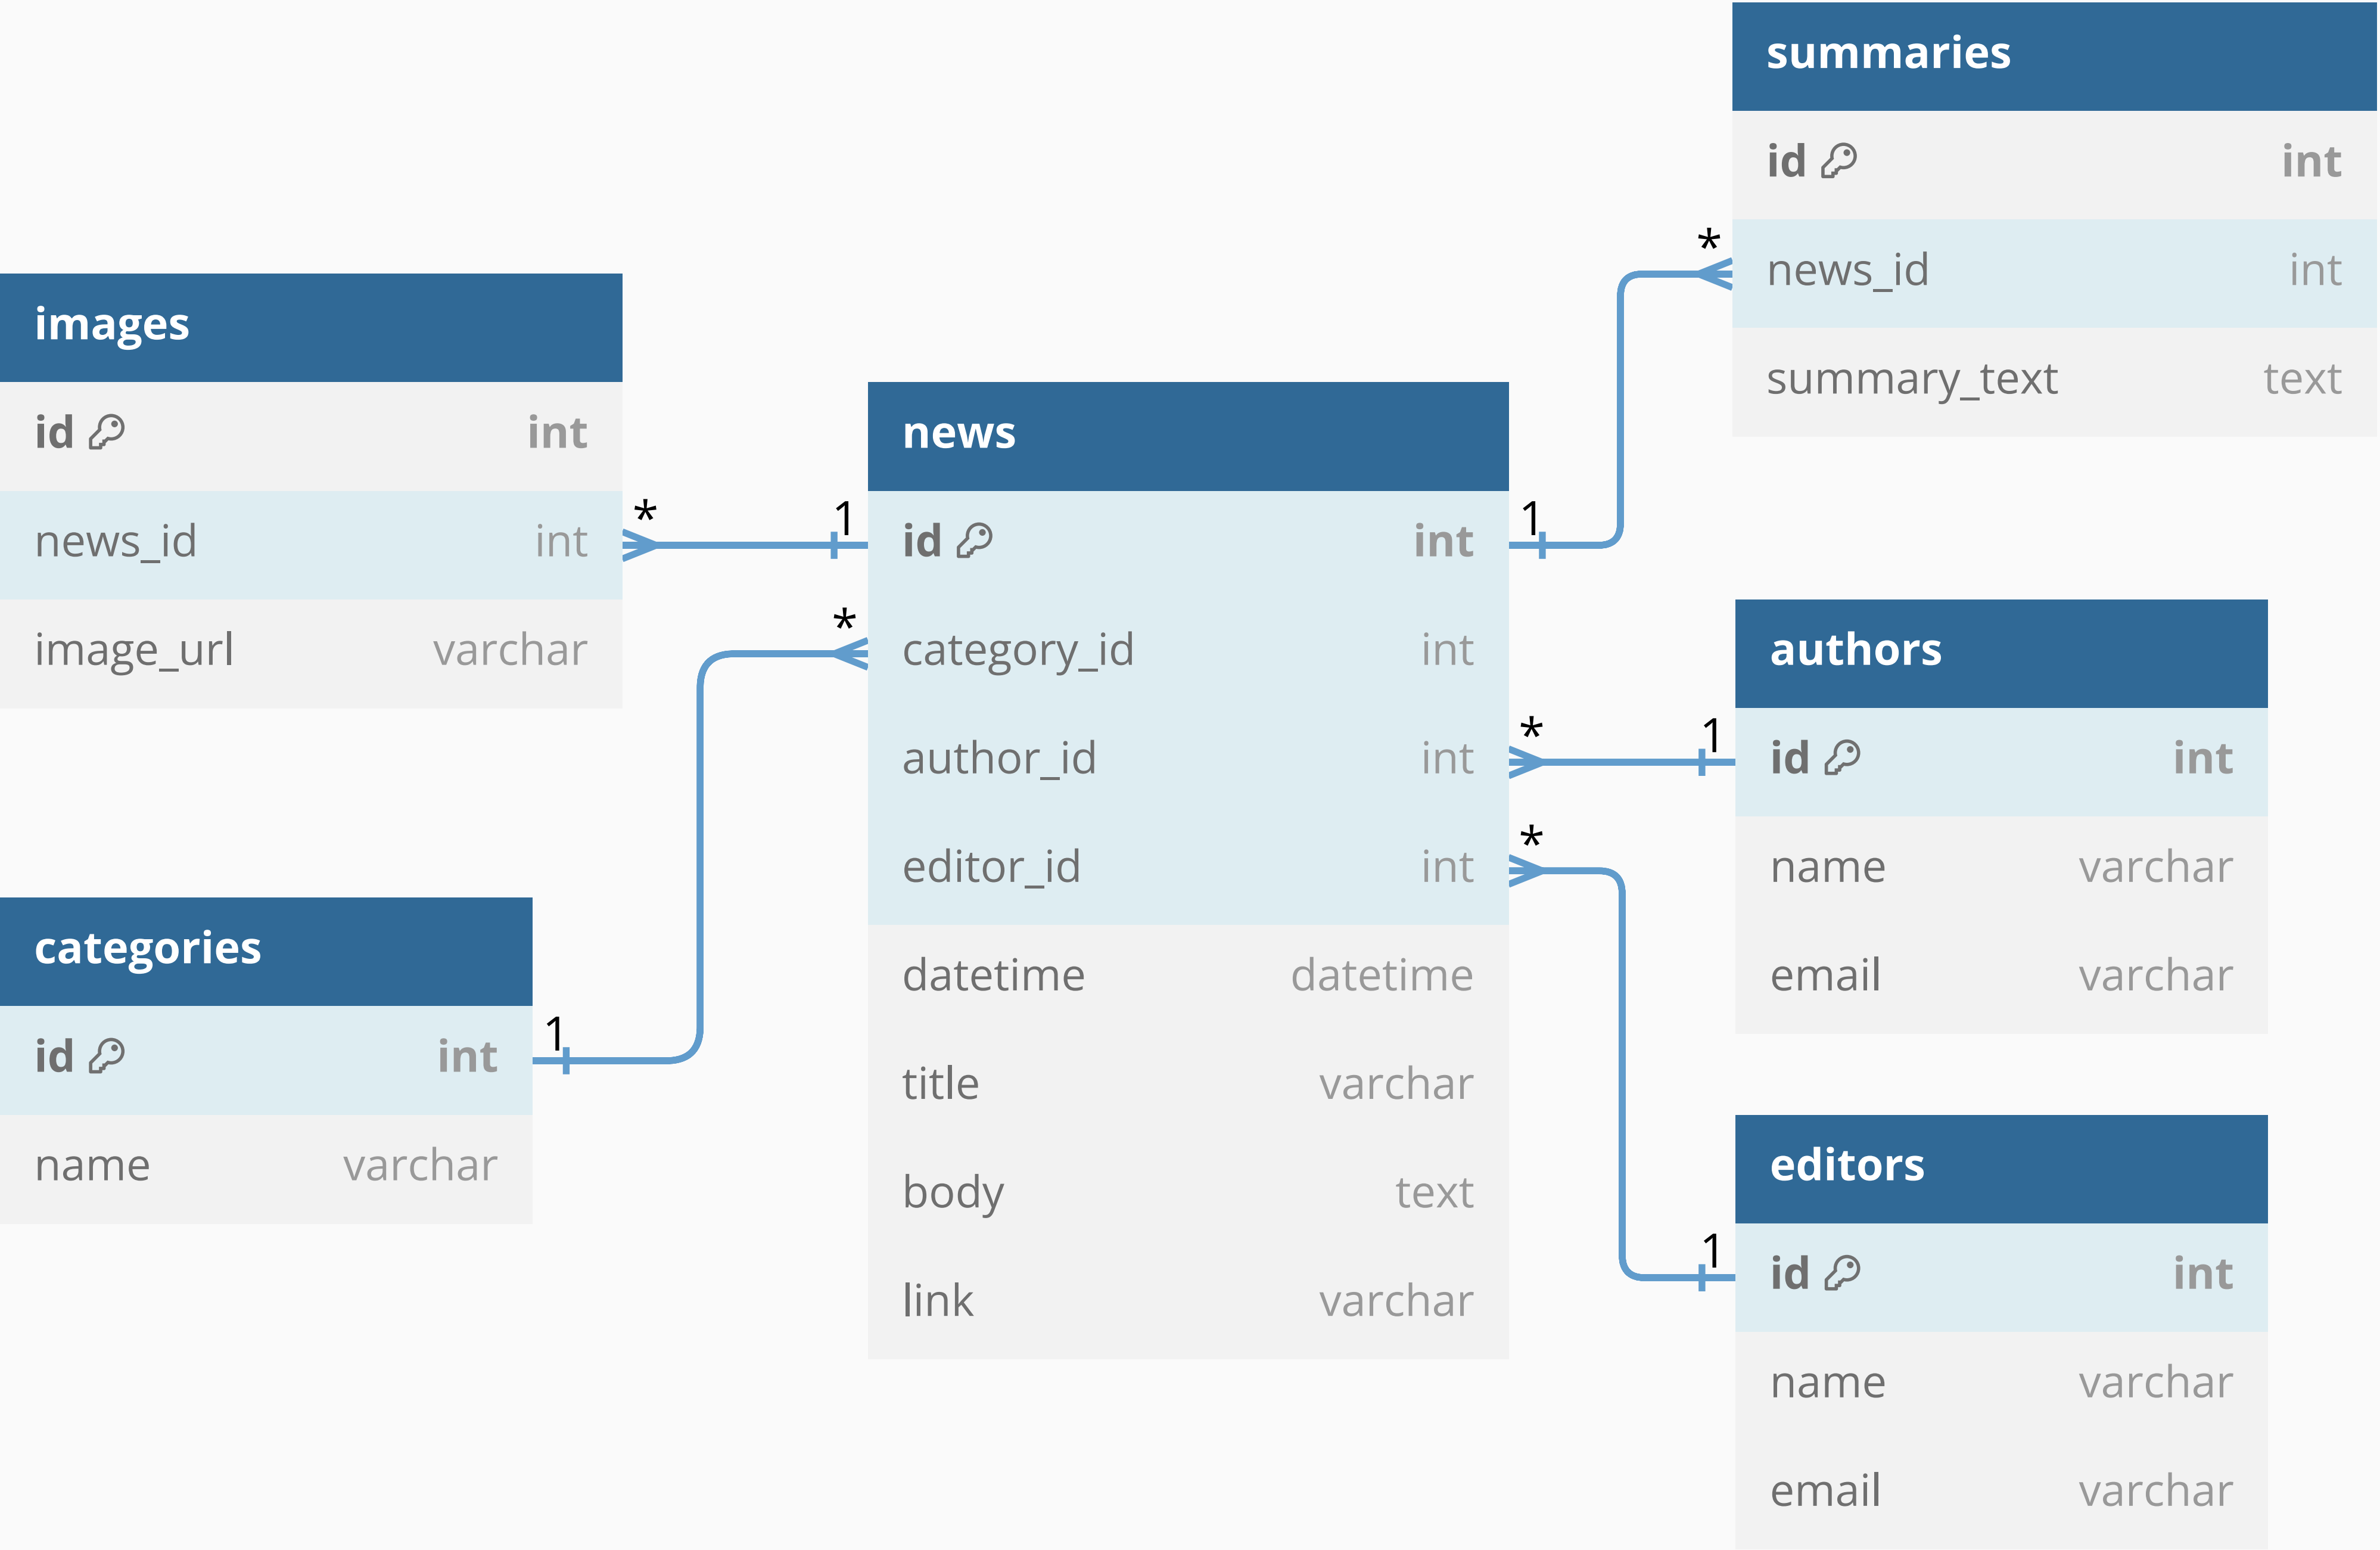 summaries
id int
news_id int
summary_text text
images
id int
news_id int
image_url varchar
* 1
news
id int
category_id int
author_id int
editor_id int
datetime datetime
title varchar
body text
link varchar
1 *
* 1
authors
id int
name varchar
email varchar
* 1
categories
id int
name varchar
1 *
editors
id int
name varchar
email varchar